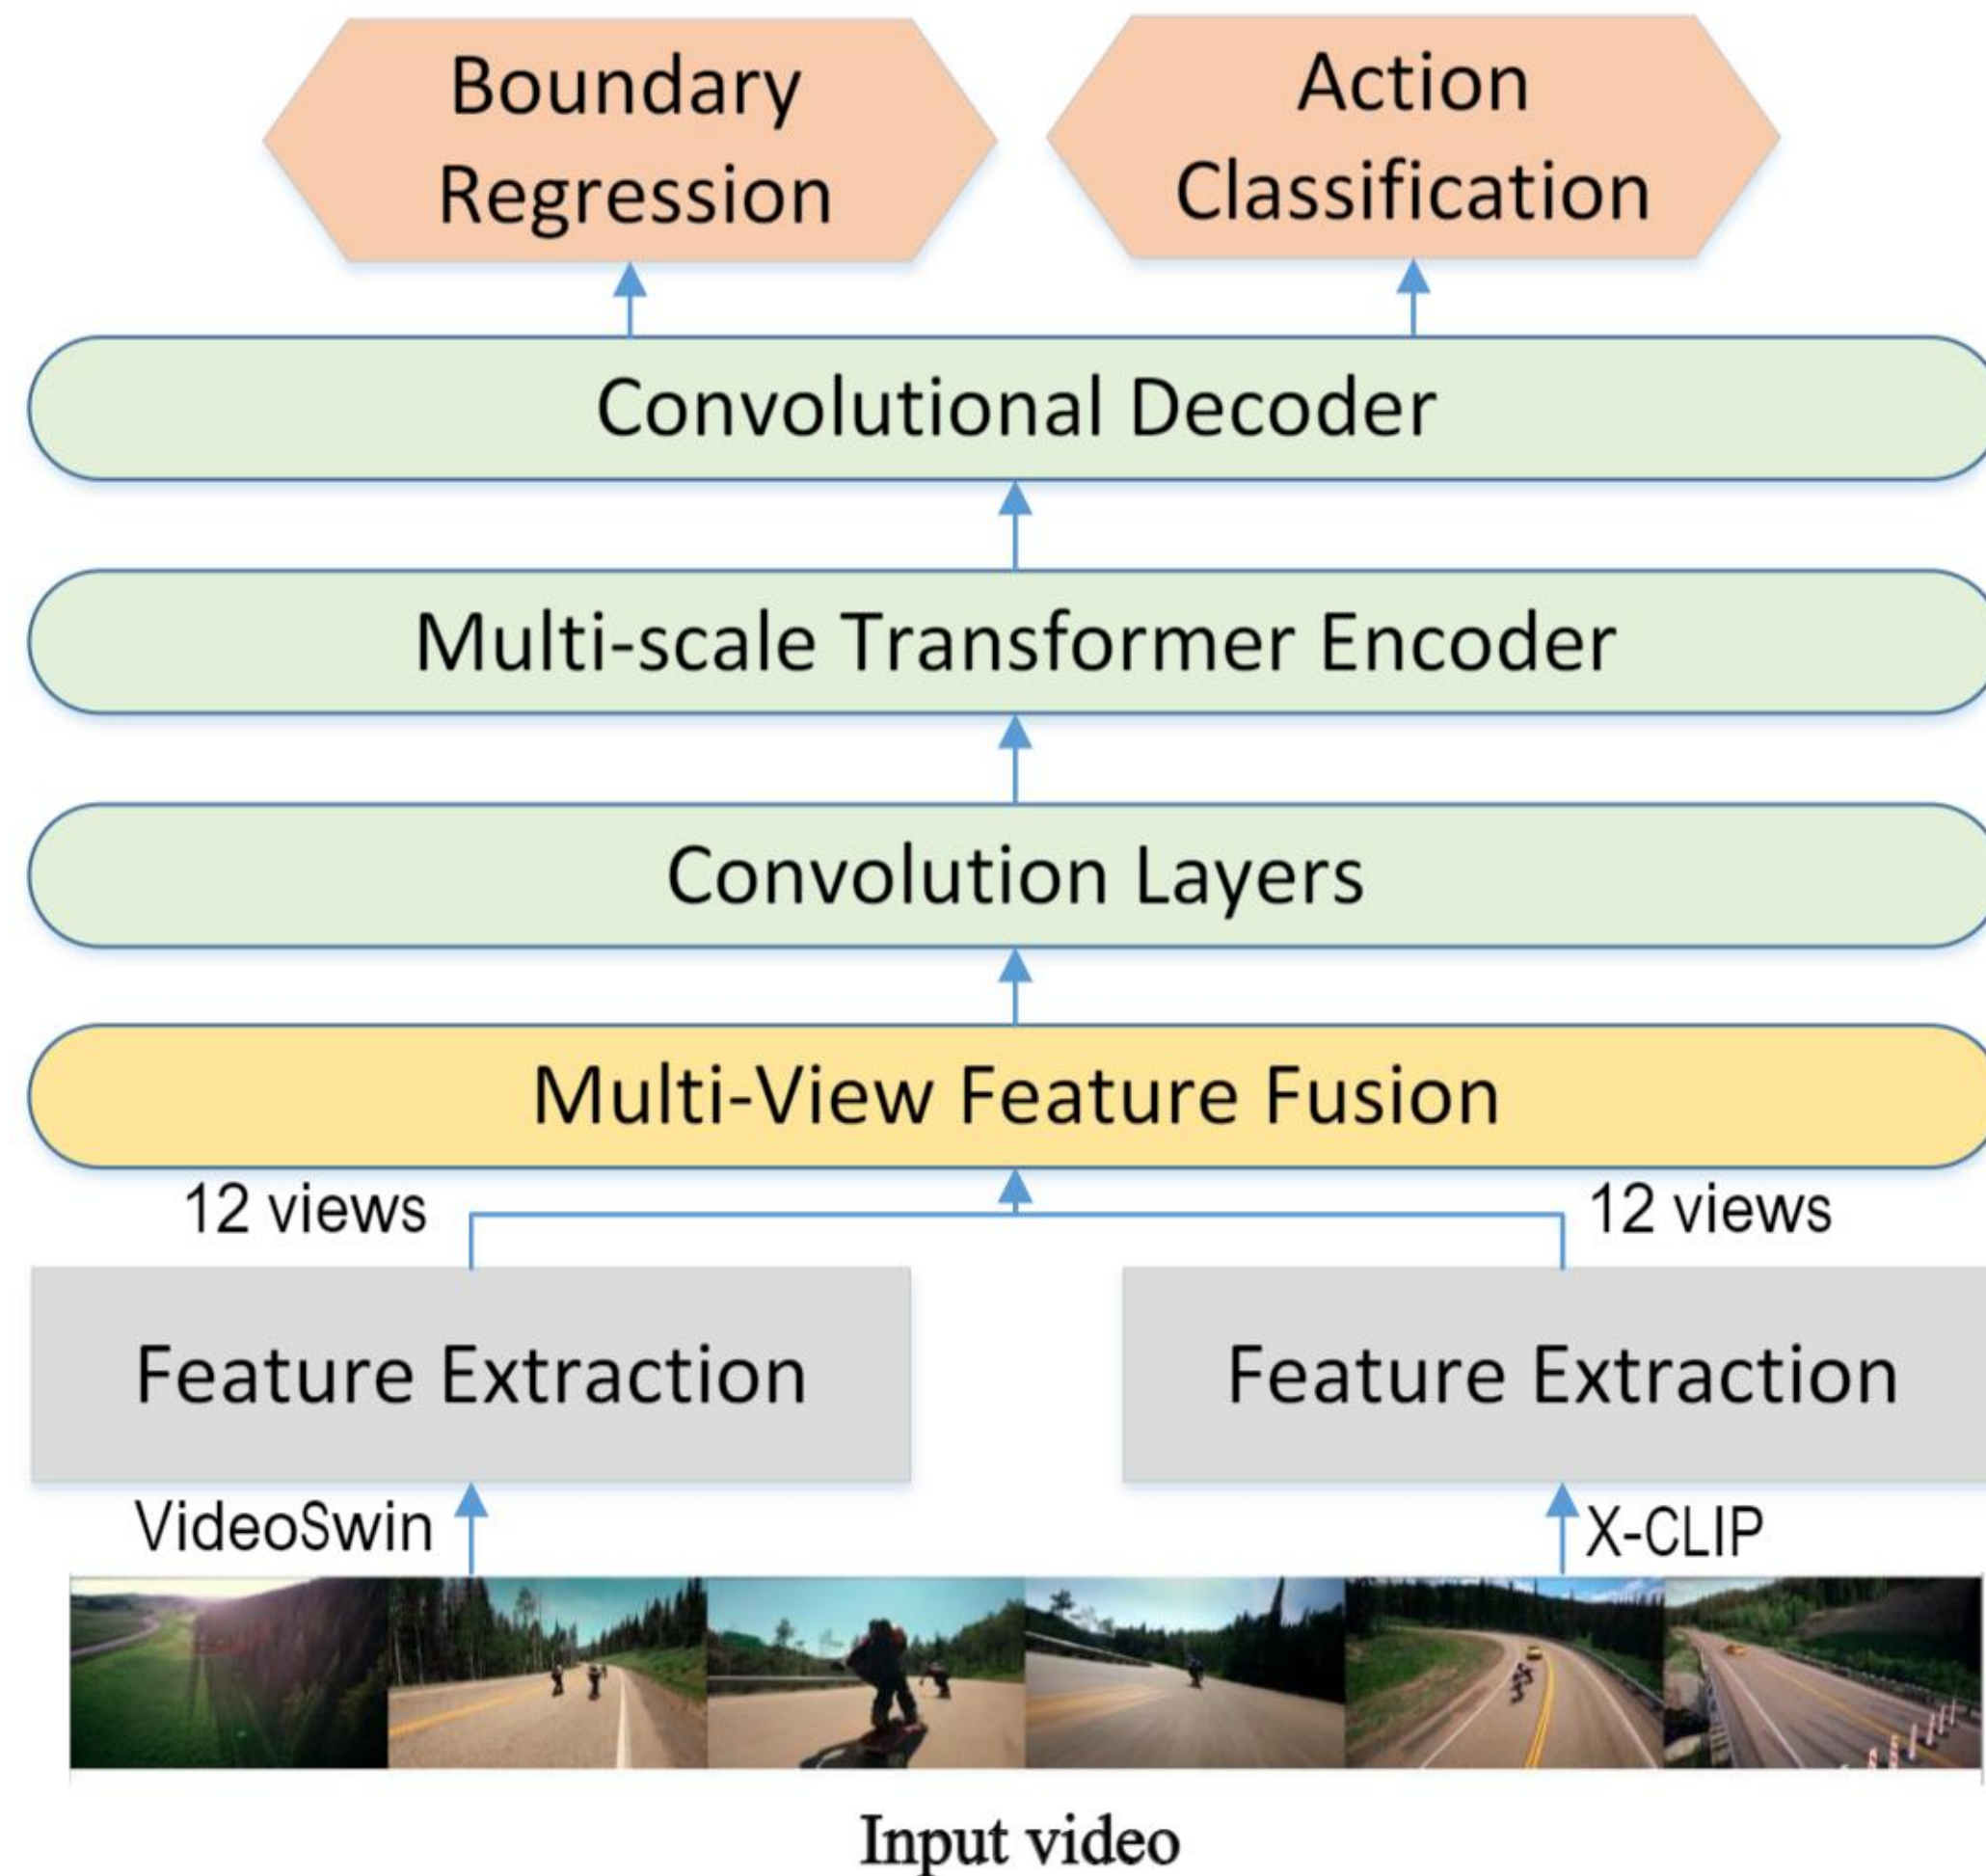 Boundary
Regression
Action
Classification
Convolutional Decoder
Multi-scale Transformer Encoder
Convolution Layers
Multi-View Feature Fusion
12 views
12 views
Feature Extraction
Feature Extraction
VideoSwin
X-CLIP
Input video